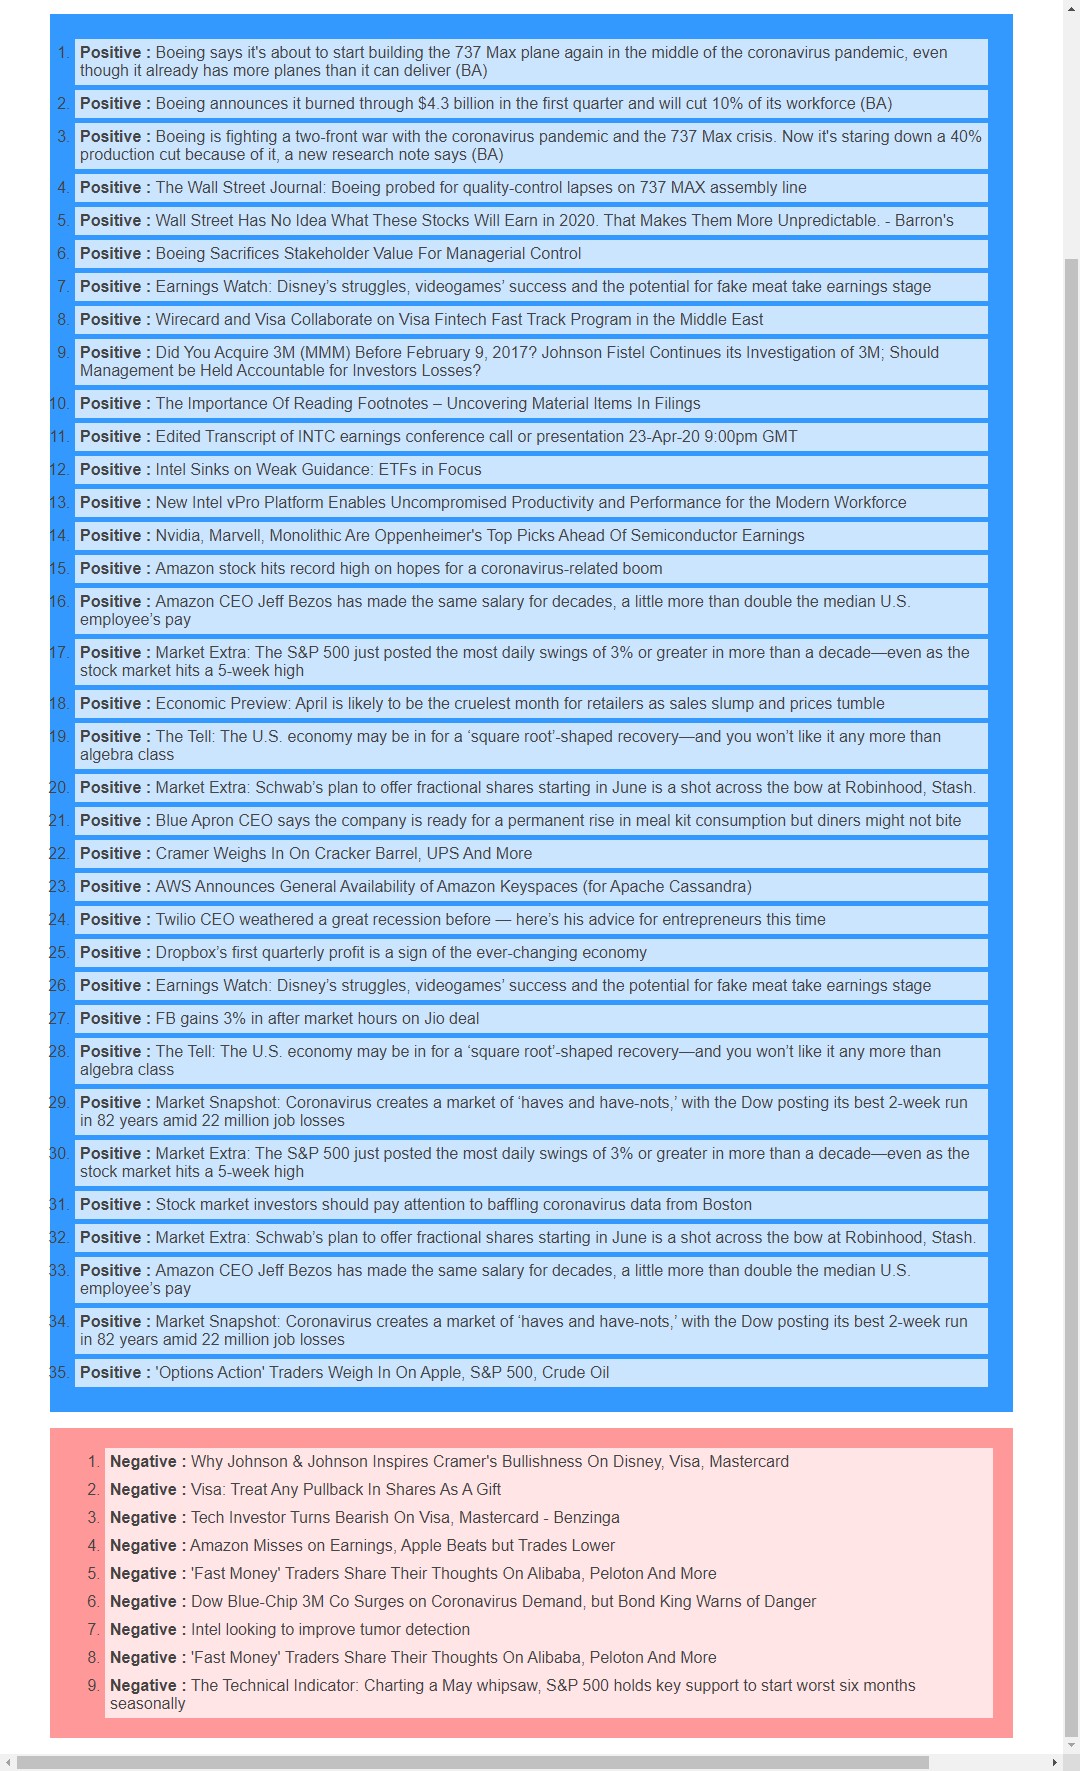 1. Positive : Boeing says it's about to start building the 737 Max plane again in the middle of the coronavirus pandemic, even
though it already has more planes than it can deliver (BA)
2. Positive : Boeing announces it burned through $4.3 billion in the first quarter and will cut 10% of its workforce (BA)
3. Positive : Boeing is fighting a two-front war with the coronavirus pandemic and the 737 Max crisis. Now it's staring down a 40%
production cut because of it, a new research note says (BA)
4. Positive : The Wall Street Journal: Boeing probed for quality-control lapses on 737 MAX assembly line
5. Positive : Wall Street Has No Idea What These Stocks Will Earn in 2020. That Makes Them More Unpredictable. - Barron's
6. Positive : Boeing Sacrifices Stakeholder Value For Managerial Control
7. Positive : Earnings Watch: Disney’s struggles, videogames’ success and the potential for fake meat take earnings stage
8. Positive : Wirecard and Visa Collaborate on Visa Fintech Fast Track Program in the Middle East
9. Positive : Did You Acquire 3M (MMM) Before February 9, 2017? Johnson Fistel Continues its Investigation of 3M; Should
Management be Held Accountable for Investors Losses?
10. Positive : The Importance Of Reading Footnotes – Uncovering Material Items In Filings
11. Positive : Edited Transcript of INTC earnings conference call or presentation 23-Apr-20 9:00pm GMT
12. Positive : Intel Sinks on Weak Guidance: ETFs in Focus
13. Positive : New Intel vPro Platform Enables Uncompromised Productivity and Performance for the Modern Workforce
14. Positive : Nvidia, Marvell, Monolithic Are Oppenheimer's Top Picks Ahead Of Semiconductor Earnings
15. Positive : Amazon stock hits record high on hopes for a coronavirus-related boom
16. Positive : Amazon CEO Jeff Bezos has made the same salary for decades, a little more than double the median U.S.
employee’s pay
17. Positive : Market Extra: The S&P 500 just posted the most daily swings of 3% or greater in more than a decade—even as the
stock market hits a 5-week high
18. Positive : Economic Preview: April is likely to be the cruelest month for retailers as sales slump and prices tumble
19. Positive : The Tell: The U.S. economy may be in for a ‘square root’-shaped recovery—and you won’t like it any more than
algebra class
20. Positive : Market Extra: Schwab’s plan to offer fractional shares starting in June is a shot across the bow at Robinhood, Stash.
21. Positive : Blue Apron CEO says the company is ready for a permanent rise in meal kit consumption but diners might not bite
22. Positive : Cramer Weighs In On Cracker Barrel, UPS And More
23. Positive : AWS Announces General Availability of Amazon Keyspaces (for Apache Cassandra)
24. Positive : Twilio CEO weathered a great recession before — here’s his advice for entrepreneurs this time
25. Positive : Dropbox’s first quarterly profit is a sign of the ever-changing economy
26. Positive : Earnings Watch: Disney’s struggles, videogames’ success and the potential for fake meat take earnings stage
27. Positive : FB gains 3% in after market hours on Jio deal
28. Positive : The Tell: The U.S. economy may be in for a ‘square root’-shaped recovery—and you won’t like it any more than
algebra class
29. Positive : Market Snapshot: Coronavirus creates a market of ‘haves and have-nots,’ with the Dow posting its best 2-week run
in 82 years amid 22 million job losses
30. Positive : Market Extra: The S&P 500 just posted the most daily swings of 3% or greater in more than a decade—even as the
stock market hits a 5-week high
31. Positive : Stock market investors should pay attention to baffling coronavirus data from Boston
32. Positive : Market Extra: Schwab’s plan to offer fractional shares starting in June is a shot across the bow at Robinhood, Stash.
33. Positive : Amazon CEO Jeff Bezos has made the same salary for decades, a little more than double the median U.S.
employee’s pay
34. Positive : Market Snapshot: Coronavirus creates a market of ‘haves and have-nots,’ with the Dow posting its best 2-week run
in 82 years amid 22 million job losses
35. Positive : 'Options Action' Traders Weigh In On Apple, S&P 500, Crude Oil
1. Negative : Why Johnson & Johnson Inspires Cramer's Bullishness On Disney, Visa, Mastercard
2. Negative : Visa: Treat Any Pullback In Shares As A Gift
3. Negative : Tech Investor Turns Bearish On Visa, Mastercard - Benzinga
4. Negative : Amazon Misses on Earnings, Apple Beats but Trades Lower
5. Negative : 'Fast Money' Traders Share Their Thoughts On Alibaba, Peloton And More
6. Negative : Dow Blue-Chip 3M Co Surges on Coronavirus Demand, but Bond King Warns of Danger
7. Negative : Intel looking to improve tumor detection
8. Negative : 'Fast Money' Traders Share Their Thoughts On Alibaba, Peloton And More
9. Negative : The Technical Indicator: Charting a May whipsaw, S&P 500 holds key support to start worst six months
seasonally